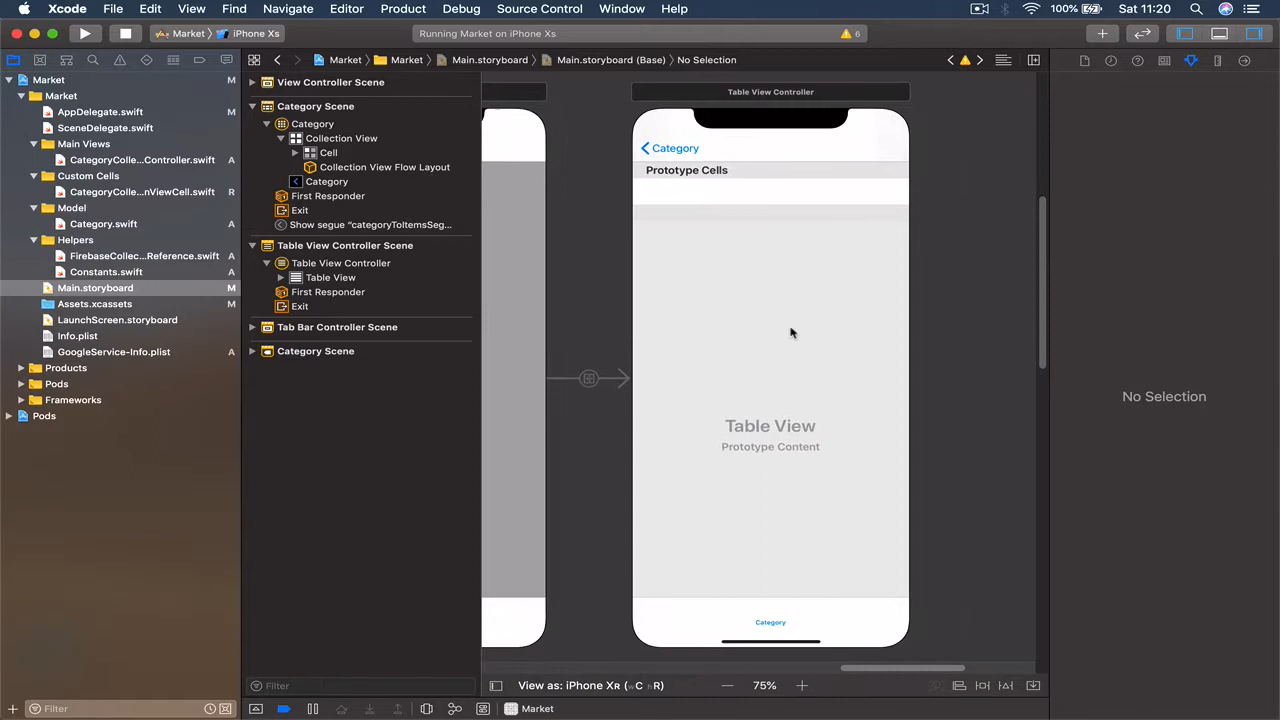 Xcode File Edit View Find Navigate Editor Product Debug Source Control Window Help 100% Sat 11:20
Market iPhone Xs Running Market on iPhone Xs 6
Market Market Main.storyboard Main.storyboard (Base) No Selection
Market M
Market
AppDelegate.swift M
SceneDelegate.swift
Main Views
CategoryColle...Controller.swift A
Custom Cells
CategoryColle...nViewCell.swift R
Model
Category.swift A
Helpers
FirebaseCollec...Reference.swift A
Constants.swift A
Main.storyboard M
Assets.xcassets M
LaunchScreen.storyboard
Info.plist
GoogleService-Info.plist A
Products
Pods
Frameworks
Pods
Filter
View Controller Scene
Category Scene
Category
Collection View
Cell
Collection View Flow Layout
Category
First Responder
Exit
Show segue "categoryToItemsSeg...
Table View Controller Scene
Table View Controller
Table View
First Responder
Exit
Tab Bar Controller Scene
Category Scene
Filter
Table View Controller
Category
Prototype Cells
Table View
Prototype Content
Category
View as: iPhone XR (wC hR) 75%
Market
No Selection